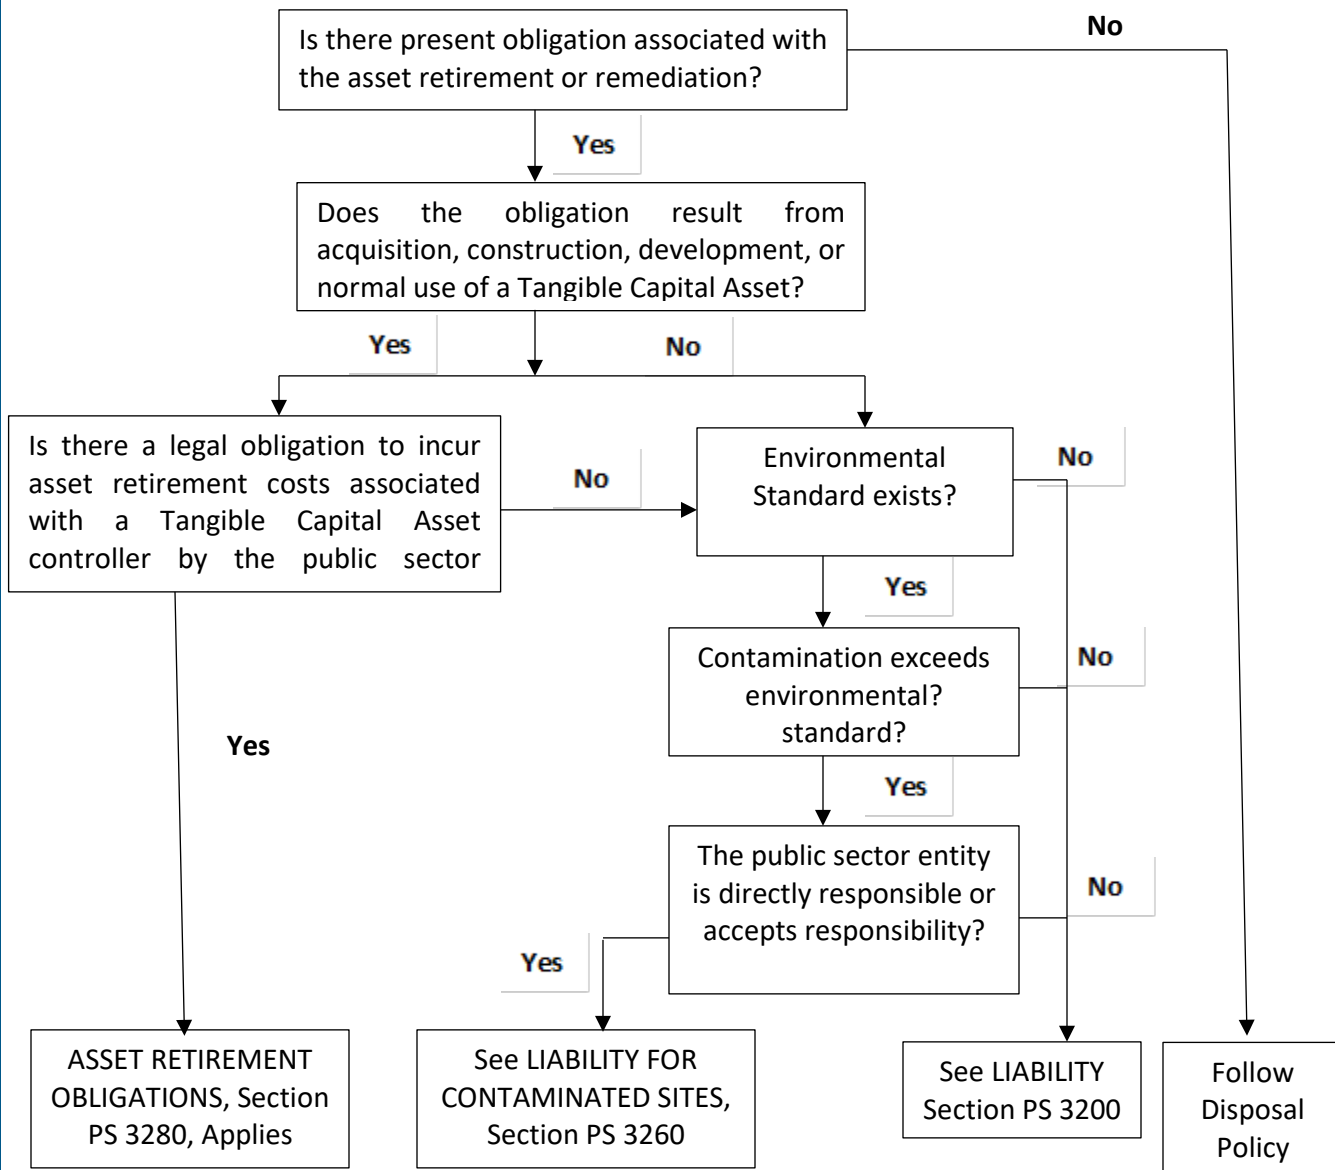 Is there present obligation associated with
the asset retirement or remediation?
No
Yes
Does the obligation result from
acquisition, construction, development, or
normal use of a Tangible Capital Asset?
Yes
No
Is there a legal obligation to incur
asset retirement costs associated
with a Tangible Capital Asset
controller by the public sector
No
Environmental
Standard exists?
No
Yes
Contamination exceeds
environmental?
standard?
No
Yes
Yes
The public sector entity
is directly responsible or
accepts responsibility?
No
Yes
ASSET RETIREMENT
OBLIGATIONS, Section
PS 3280, Applies
See LIABILITY FOR
CONTAMINATED SITES,
Section PS 3260
See LIABILITY
Section PS 3200
Follow
Disposal
Policy